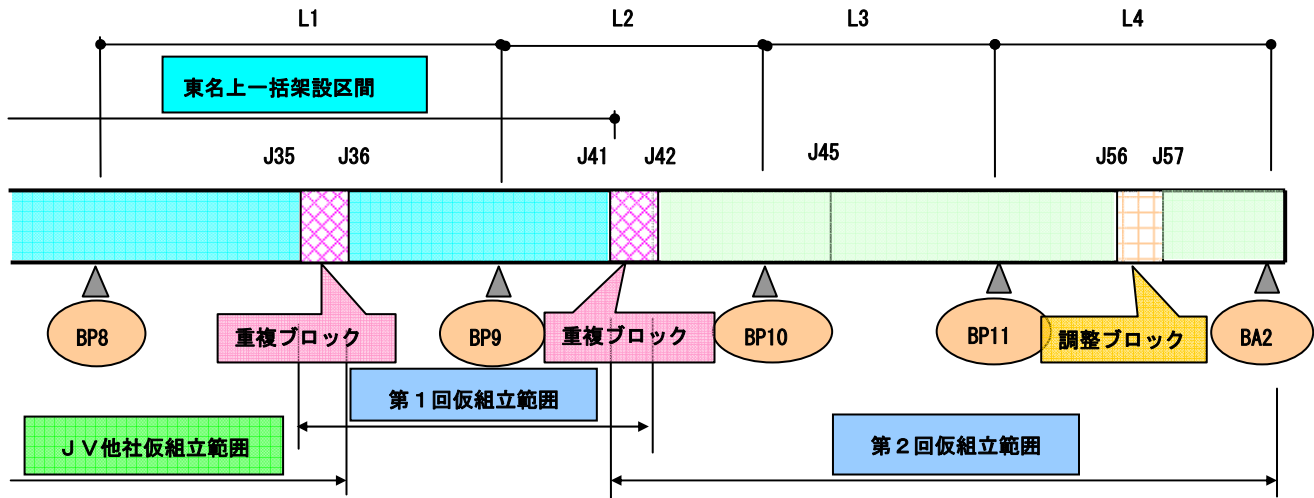 L1
L2
L3
L4
東名上一括架設区間
J35
J36
J41
J42
J45
J56
J57
BP8
重複ブロック
BP9
重複ブロック
BP10
BP11
調整ブロック
BA2
第１回仮組立範囲
ＪＶ他社仮組立範囲
第２回仮組立範囲